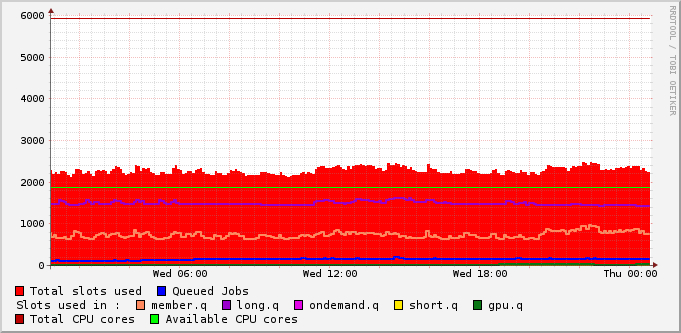 6000
5000
4000
3000
2000
1000
0
Wed 06:00 Wed 12:00 Wed 18:00 Thu 00:00
Total slots used Queued Jobs
Slots used in : member.q long.q ondemand.q short.q gpu.q
Total CPU cores Available CPU cores
RRDTOOL / TOBI OETIKER